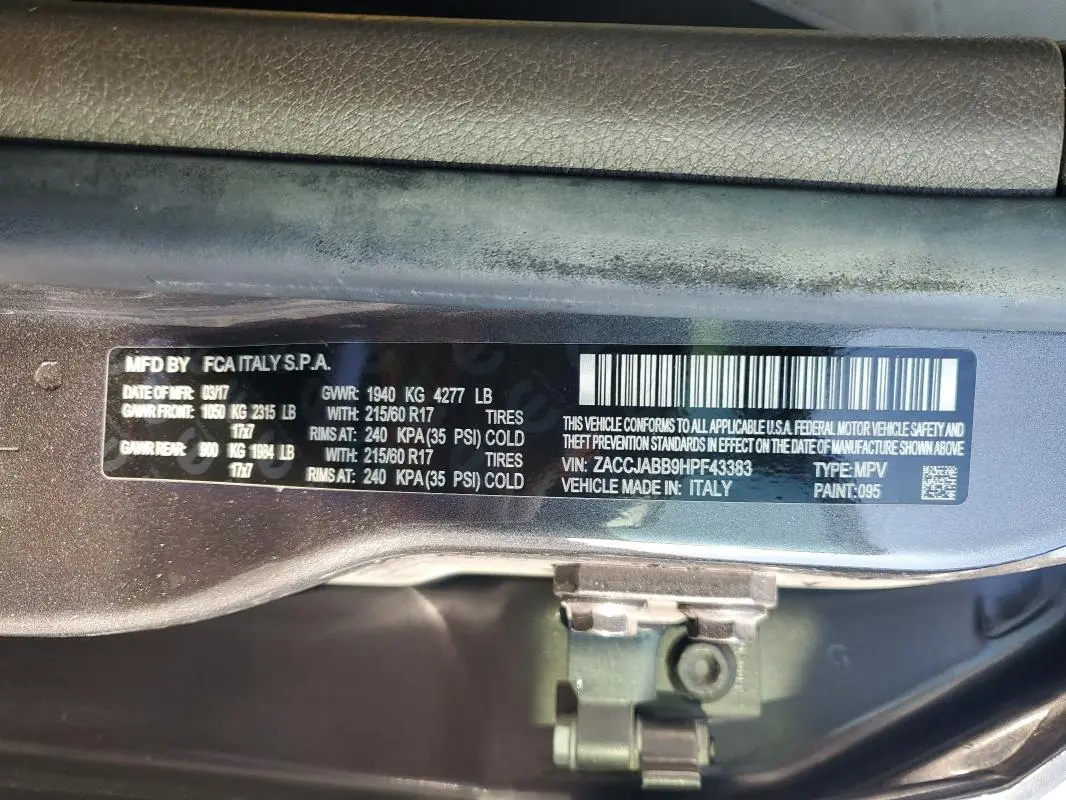 MFD BY FCA ITALY S.P.A.
DATE OF MFR: 03/17 GVWR: 1940 KG 4277 LB
GAWR FRONT: 1050 KG 2315 LB WITH: 215/60 R17 TIRES
17x7 RIMS AT: 240 KPA (35 PSI) COLD
GAWR REAR: 900 KG 1984 LB WITH: 215/60 R17 TIRES
17x7 RIMS AT: 240 KPA (35 PSI) COLD
THIS VEHICLE CONFORMS TO ALL APPLICABLE U.S.A. FEDERAL MOTOR VEHICLE SAFETY AND
THEFT PREVENTION STANDARDS IN EFFECT ON THE DATE OF MANUFACTURE SHOWN ABOVE
VIN: ZACCJABB9HPF43383 TYPE: MPV
VEHICLE MADE IN: ITALY PAINT: 095